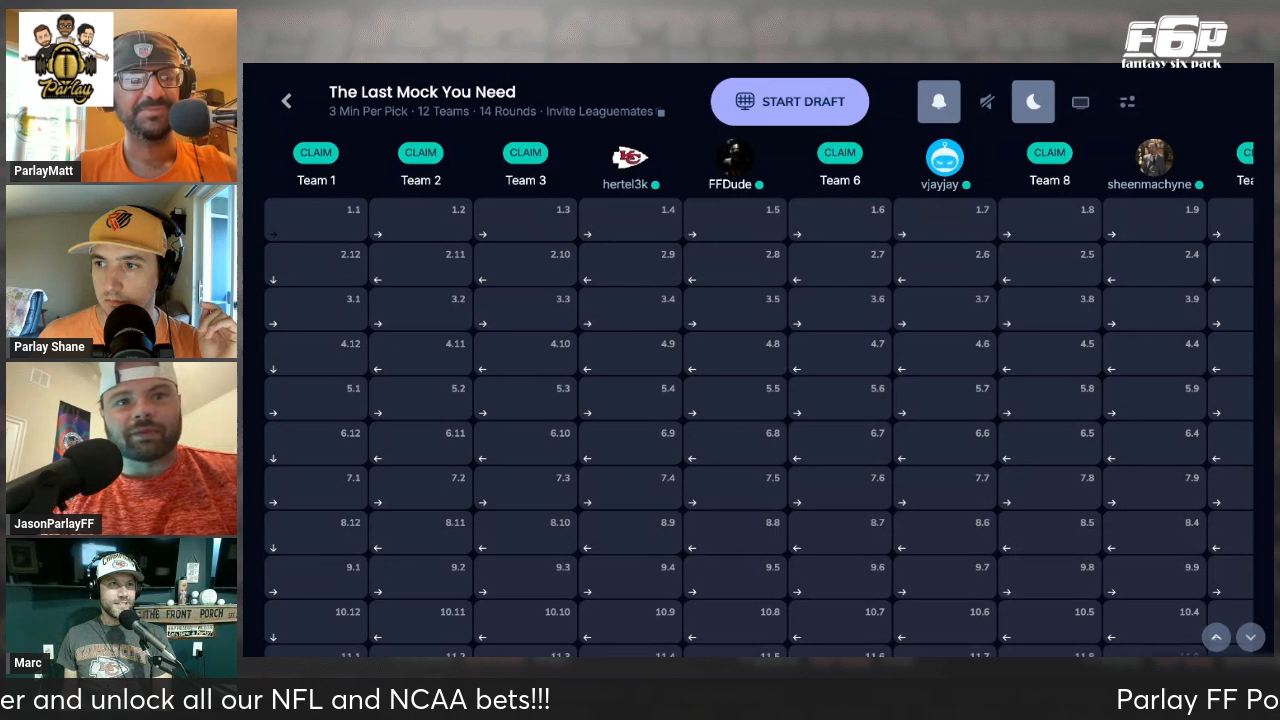 Parlay
ParlayMatt
Parlay Shane
JasonParlayFF
THE FRONT PORCH
Marc
F6P
fantasy six pack
The Last Mock You Need
3 Min Per Pick · 12 Teams · 14 Rounds · Invite Leaguemates
START DRAFT
CLAIM CLAIM CLAIM CLAIM CLAIM
Team 1 Team 2 Team 3 hertel3k FFDude Team 6 vjayjay Team 8 sheenmachyne Tea
1.1 1.2 1.3 1.4 1.5 1.6 1.7 1.8 1.9
2.12 2.11 2.10 2.9 2.8 2.7 2.6 2.5 2.4
3.1 3.2 3.3 3.4 3.5 3.6 3.7 3.8 3.9
4.12 4.11 4.10 4.9 4.8 4.7 4.6 4.5 4.4
5.1 5.2 5.3 5.4 5.5 5.6 5.7 5.8 5.9
6.12 6.11 6.10 6.9 6.8 6.7 6.6 6.5 6.4
7.1 7.2 7.3 7.4 7.5 7.6 7.7 7.8 7.9
8.12 8.11 8.10 8.9 8.8 8.7 8.6 8.5 8.4
9.1 9.2 9.3 9.4 9.5 9.6 9.7 9.8 9.9
10.12 10.11 10.10 10.9 10.8 10.7 10.6 10.5 10.4
er and unlock all our NFL and NCAA bets!!! Parlay FF Po